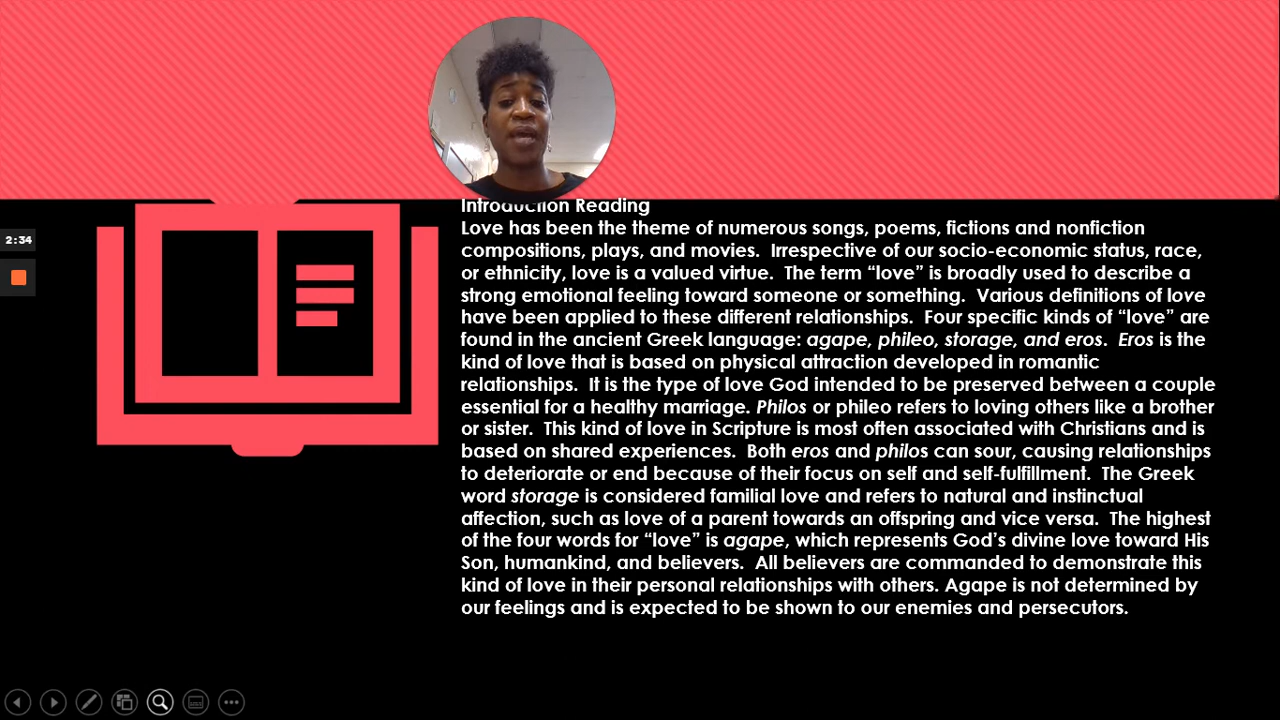 Introduction Reading
Love has been the theme of numerous songs, poems, fictions and nonfiction
compositions, plays, and movies.  Irrespective of our socio-economic status, race,
or ethnicity, love is a valued virtue.  The term “love” is broadly used to describe a
strong emotional feeling toward someone or something.  Various definitions of love
have been applied to these different relationships.  Four specific kinds of “love” are
found in the ancient Greek language: agape, phileo, storage, and eros.  Eros is the
kind of love that is based on physical attraction developed in romantic
relationships.  It is the type of love God intended to be preserved between a couple
essential for a healthy marriage. Philos or phileo refers to loving others like a brother
or sister.  This kind of love in Scripture is most often associated with Christians and is
based on shared experiences.  Both eros and philos can sour, causing relationships
to deteriorate or end because of their focus on self and self-fulfillment.  The Greek
word storage is considered familial love and refers to natural and instinctual
affection, such as love of a parent towards an offspring and vice versa.  The highest
of the four words for “love” is agape, which represents God’s divine love toward His
Son, humankind, and believers.  All believers are commanded to demonstrate this
kind of love in their personal relationships with others. Agape is not determined by
our feelings and is expected to be shown to our enemies and persecutors.
2:34